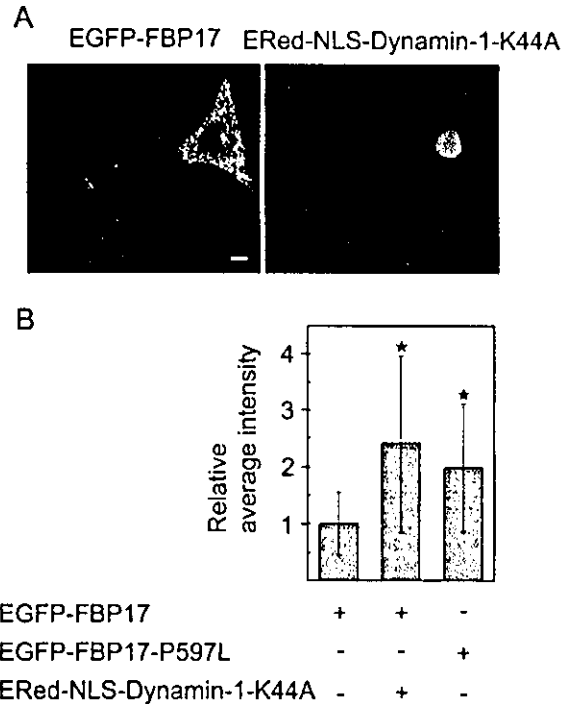 A
EGFP-FBP17 ERed-NLS-Dynamin-1-K44A
B
Relative
average intensity
4
3
2
1
★
★
EGFP-FBP17 + + -
EGFP-FBP17-P597L - - +
ERed-NLS-Dynamin-1-K44A - + -